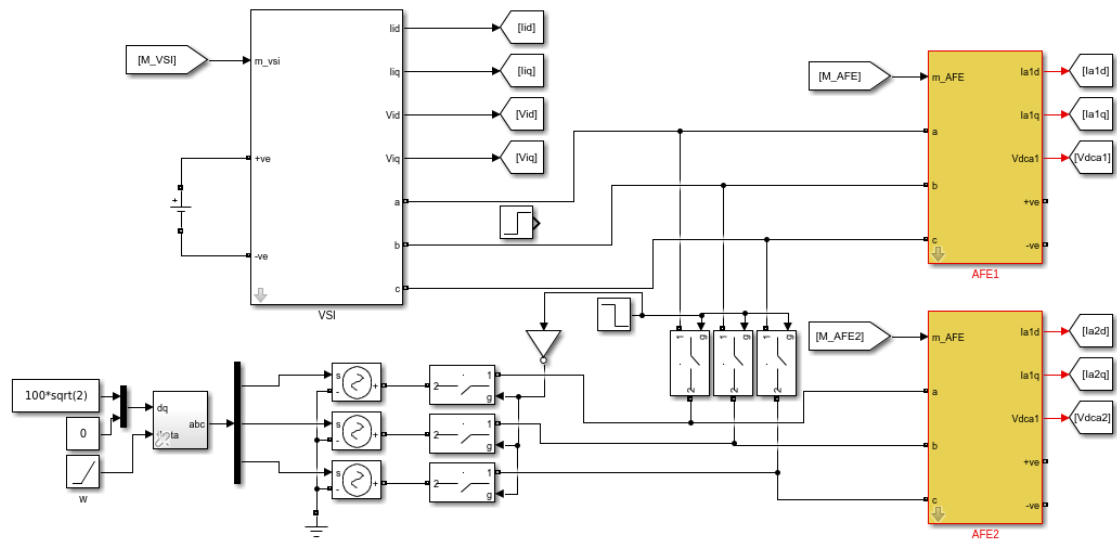 [M_VSI]
m_vsi
+ve
-ve
Iid
Iiq
Vid
Viq
a
b
c
VSI
[Iid]
[Iiq]
[Vid]
[Viq]
+
[M_AFE]
m_AFE
a
b
c
Ia1d
Ia1q
Vdca1
+ve
-ve
AFE1
[Ia1d]
[Ia1q]
[Vdca1]
1
g
2
1
g
2
1
g
2
[M_AFE2]
m_AFE
a
b
c
Ia1d
Ia1q
Vdca1
+ve
-ve
AFE2
[Ia2d]
[Ia2q]
[Vdca2]
100*sqrt(2)
0
w
dq
abc
s
-
+
2
1
g
s
-
+
2
1
g
s
-
+
2
1
g